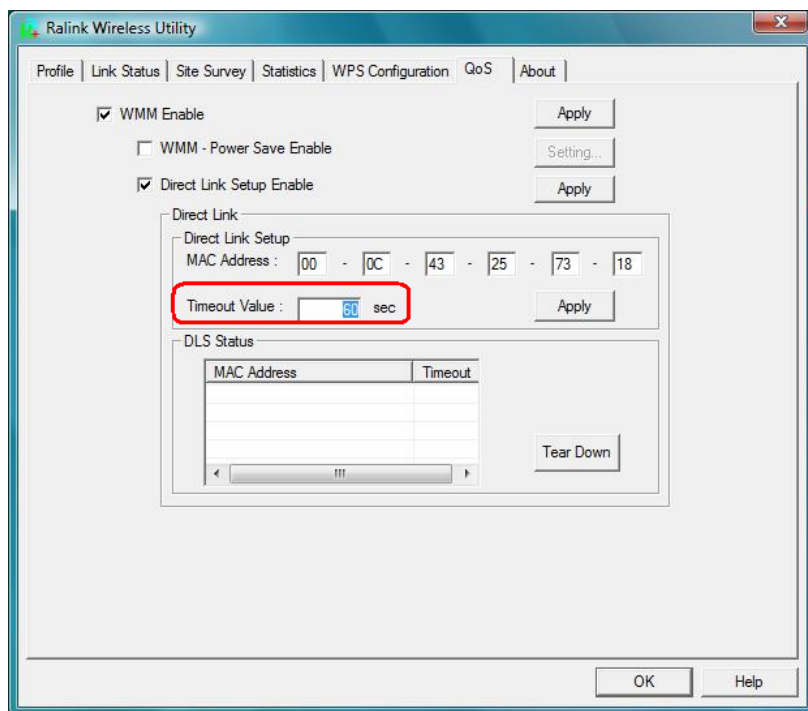 Ralink Wireless Utility
Profile Link Status Site Survey Statistics WPS Configuration QoS About
WMM Enable Apply
WMM - Power Save Enable Setting...
Direct Link Setup Enable Apply
Direct Link
Direct Link Setup
MAC Address : 00 - 0C - 43 - 25 - 73 - 18
Timeout Value : 60 sec Apply
DLS Status
MAC Address Timeout
Tear Down
OK Help